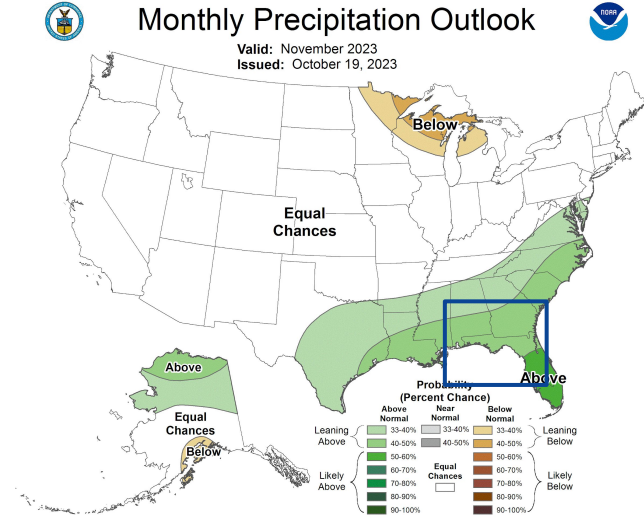 Monthly Precipitation Outlook
NOAA
Valid: November 2023
Issued: October 19, 2023
Below
Equal
Chances
Above
Equal
Chances
Below
Above
Probability
(Percent Chance)
Above
Normal
Near
Normal
Below
Normal
Leaning
Above
33-40%
40-50%
33-40%
40-50%
33-40%
40-50%
Leaning
Below
Likely
Above
50-60%
60-70%
70-80%
80-90%
90-100%
Equal
Chances
50-60%
60-70%
70-80%
80-90%
90-100%
Likely
Below